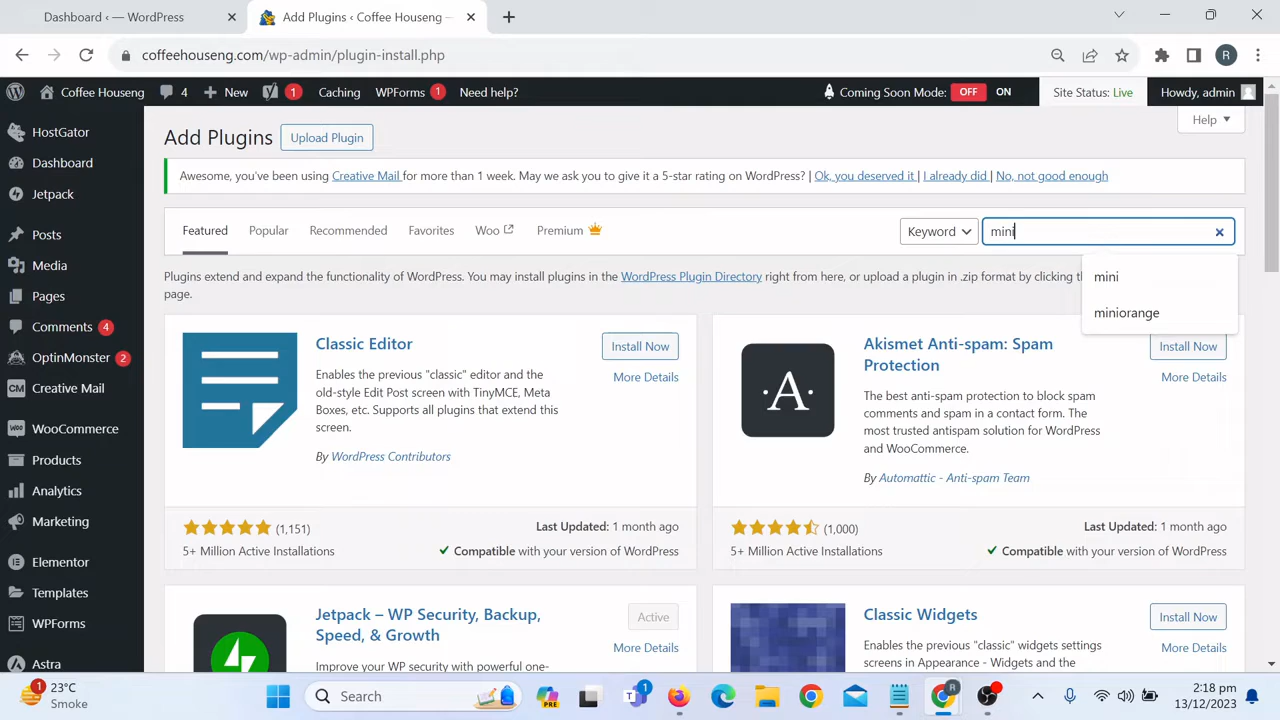 Dashboard ‹ — WordPress
Add Plugins ‹ Coffee Houseng —
coffeehouseng.com/wp-admin/plugin-install.php
R
Coffee Houseng
4
New
1
Caching
WPForms 1
Need help?
Coming Soon Mode: OFF ON
Site Status: Live
Howdy, admin
HostGator
Dashboard
Jetpack
Posts
Media
Pages
Comments 4
OptinMonster 2
CM Creative Mail
WooCommerce
Products
Analytics
Marketing
Elementor
Templates
WPForms
Astra
Help
Add Plugins
Upload Plugin
Awesome, you've been using Creative Mail for more than 1 week. May we ask you to give it a 5-star rating on WordPress? | Ok, you deserved it | I already did | No, not good enough
Featured Popular Recommended Favorites Woo Premium
Keyword
mini
mini
miniorange
Plugins extend and expand the functionality of WordPress. You may install plugins in the WordPress Plugin Directory right from here, or upload a plugin in .zip format by clicking th
page.
Classic Editor
Install Now
More Details
Enables the previous "classic" editor and the
old-style Edit Post screen with TinyMCE, Meta
Boxes, etc. Supports all plugins that extend this
screen.
By WordPress Contributors
(1,151)
Last Updated: 1 month ago
5+ Million Active Installations
Compatible with your version of WordPress
A
Akismet Anti-spam: Spam
Protection
Install Now
More Details
The best anti-spam protection to block spam
comments and spam in a contact form. The
most trusted antispam solution for WordPress
and WooCommerce.
By Automattic - Anti-spam Team
(1,000)
Last Updated: 1 month ago
5+ Million Active Installations
Compatible with your version of WordPress
Jetpack – WP Security, Backup,
Speed, & Growth
Active
More Details
Improve your WP security with powerful one-
Classic Widgets
Install Now
More Details
Enables the previous "classic" widgets settings
screens in Appearance - Widgets and the
1
23°C
Smoke
Search
PRE
1
R
2:18 pm
13/12/2023